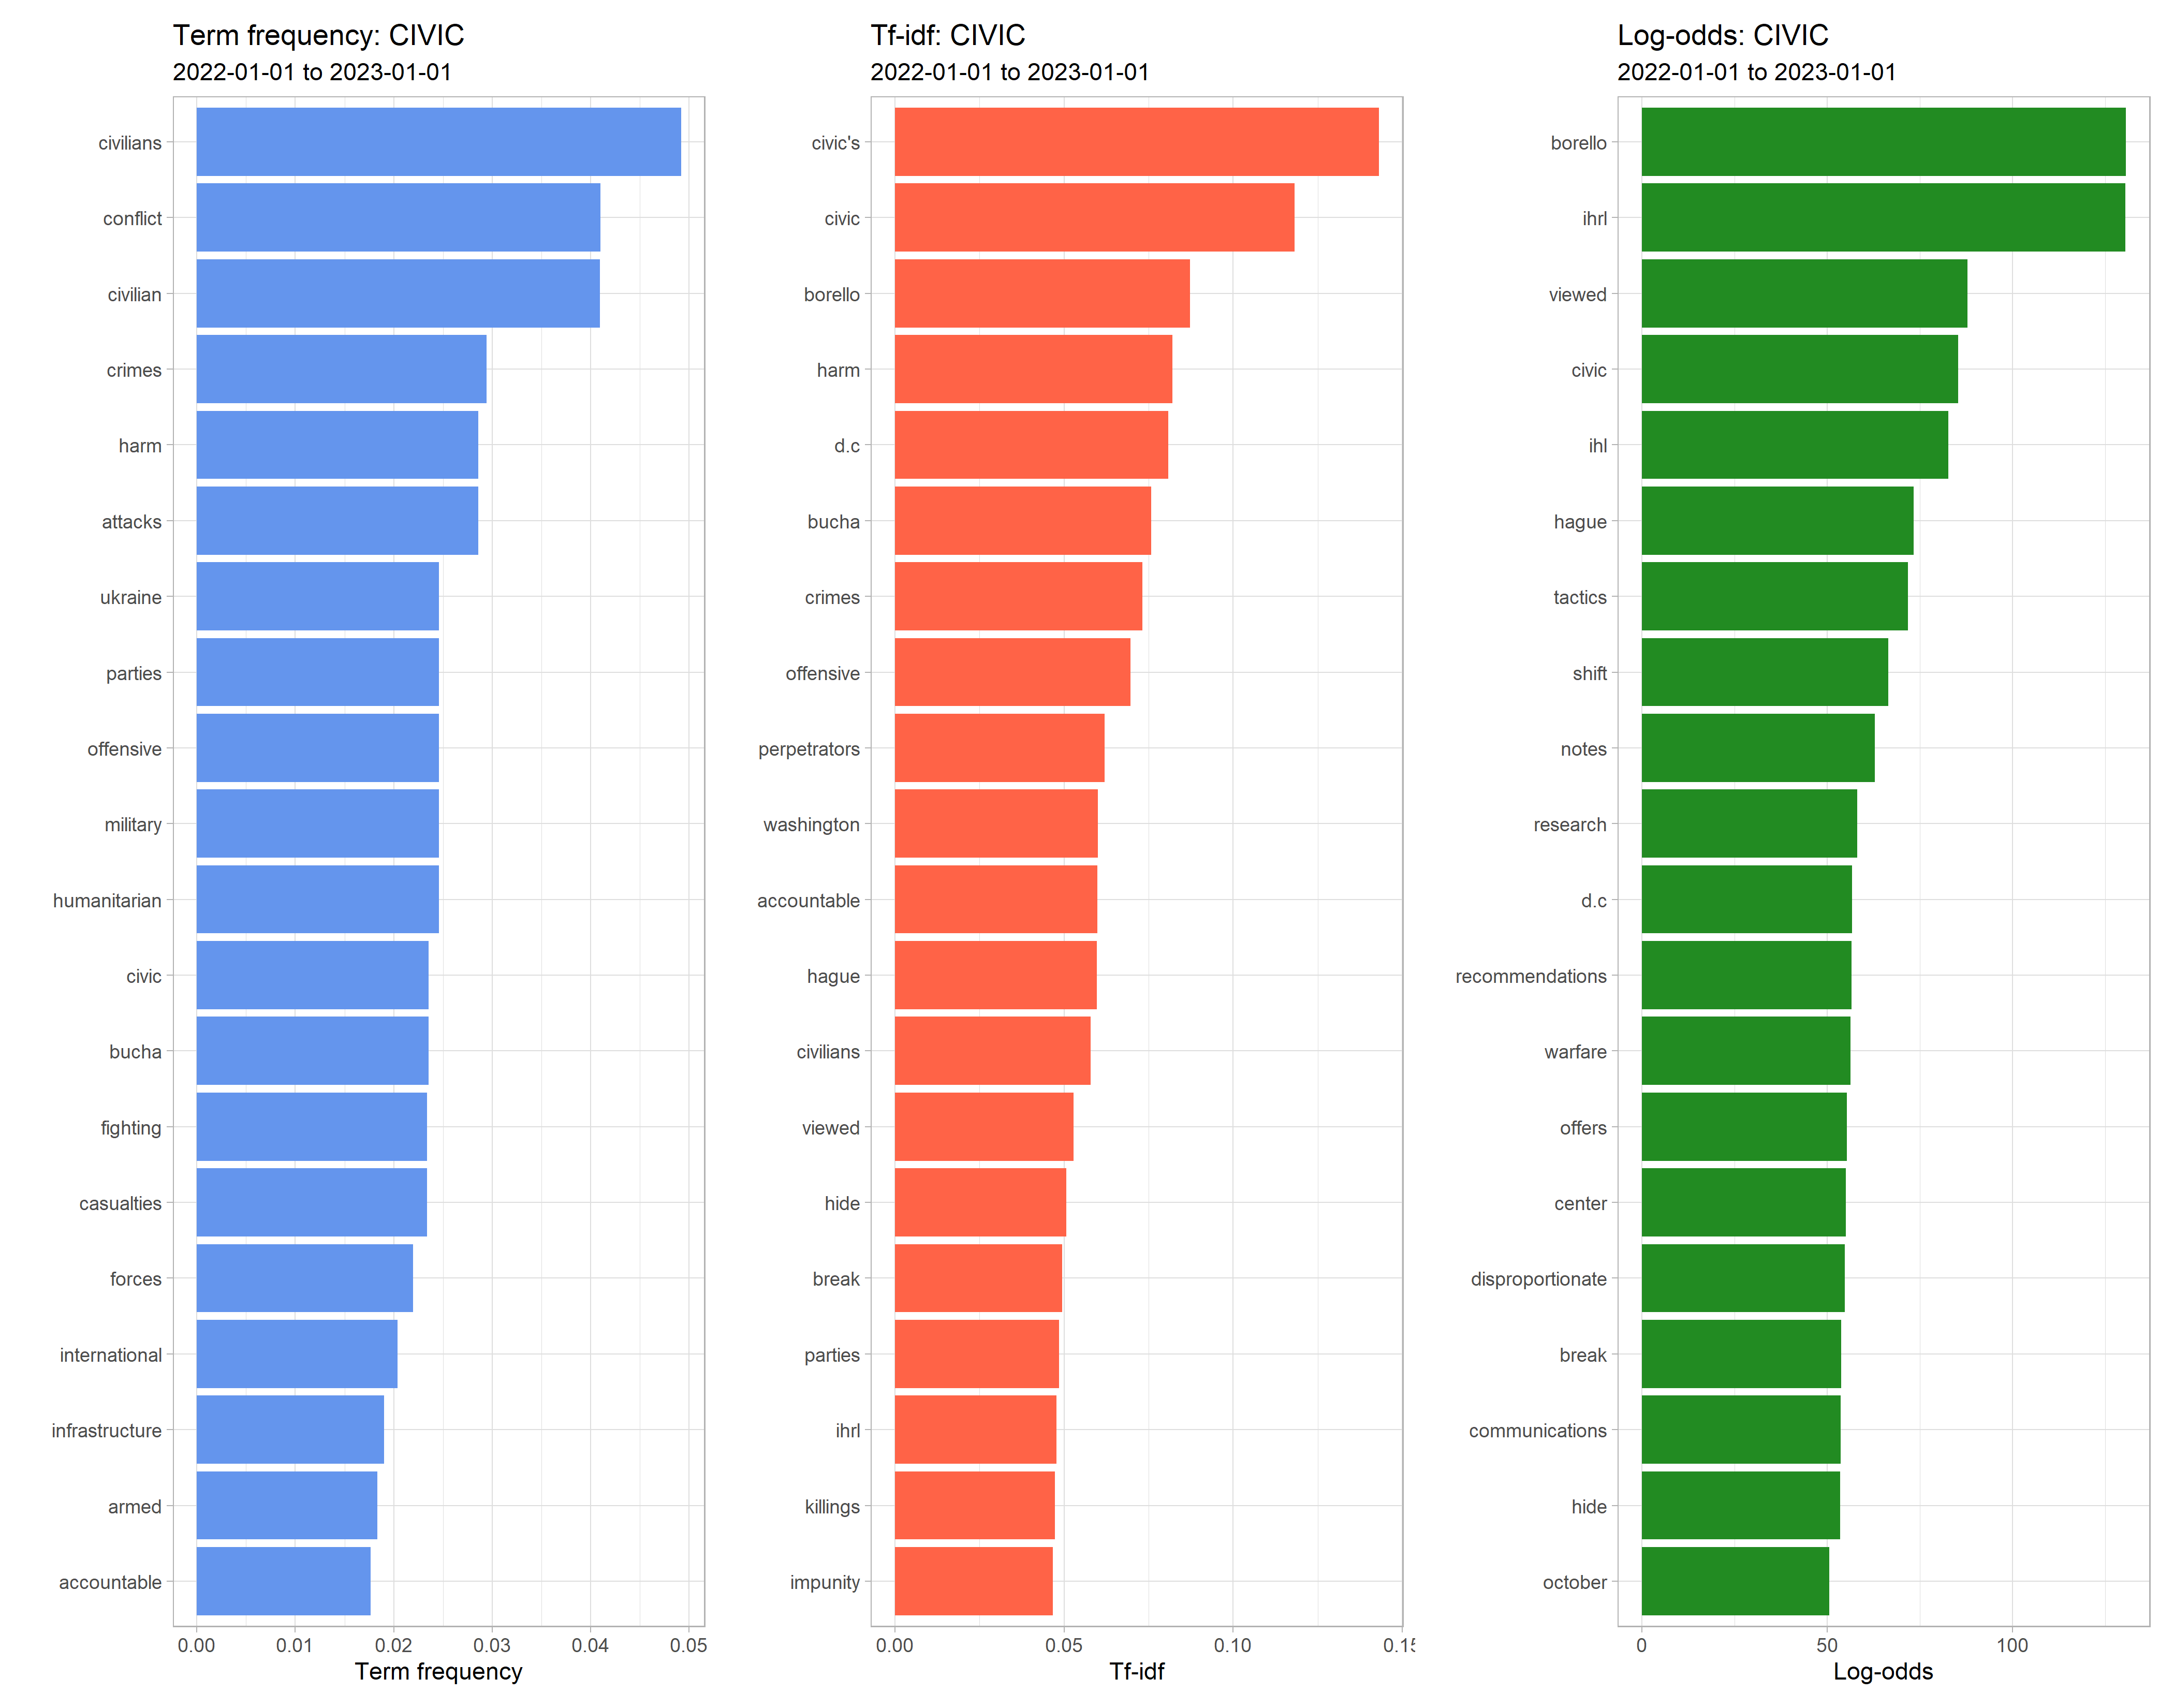 Term frequency: CIVIC
2022-01-01 to 2023-01-01
civilians
conflict
civilian
crimes
harm
attacks
ukraine
parties
offensive
military
humanitarian
civic
bucha
fighting
casualties
forces
international
infrastructure
armed
accountable
0.00 0.01 0.02 0.03 0.04 0.05
Term frequency
Tf-idf: CIVIC
2022-01-01 to 2023-01-01
civic's
civic
borello
harm
d.c
bucha
crimes
offensive
perpetrators
washington
accountable
hague
civilians
viewed
hide
break
parties
ihrl
killings
impunity
0.00 0.05 0.10 0.15
Tf-idf
Log-odds: CIVIC
2022-01-01 to 2023-01-01
borello
ihrl
viewed
civic
ihl
hague
tactics
shift
notes
research
d.c
recommendations
warfare
offers
center
disproportionate
break
communications
hide
october
0 50 100
Log-odds